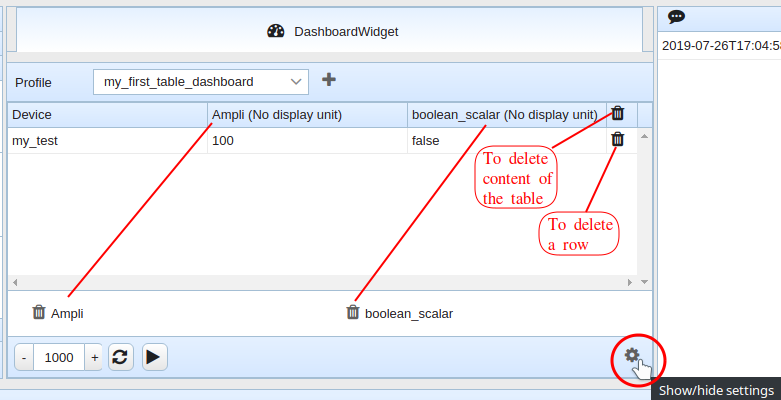 DashboardWidget
2019-07-26T17:04:58
Profile
my_first_table_dashboard
Device
Ampli (No display unit)
boolean_scalar (No display unit)
my_test
100
false
To delete
content of
the table
To delete
a row
Ampli
boolean_scalar
- 1000 +
Show/hide settings